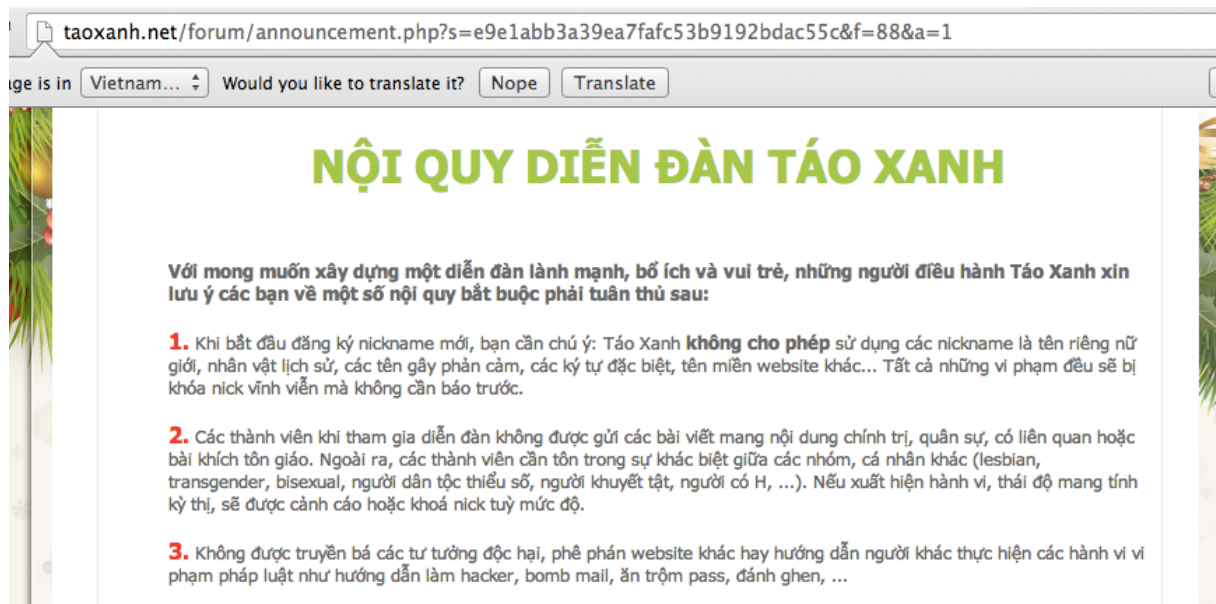 taoxanh.net/forum/announcement.php?s=e9e1abb3a39ea7fafc53b9192bdac55c&f=88&a=1
ge is in Vietnam... Would you like to translate it? Nope Translate
NỘI QUY DIỄN ĐÀN TÁO XANH
Với mong muốn xây dựng một diễn đàn lành mạnh, bổ ích và vui trẻ, những người điều hành Táo Xanh xin
lưu ý các bạn về một số nội quy bắt buộc phải tuân thủ sau:
1. Khi bắt đầu đăng ký nickname mới, bạn cần chú ý: Táo Xanh không cho phép sử dụng các nickname là tên riêng nữ
giới, nhân vật lịch sử, các tên gây phản cảm, các ký tự đặc biệt, tên miền website khác... Tất cả những vi phạm đều sẽ bị
khóa nick vĩnh viễn mà không cần báo trước.
2. Các thành viên khi tham gia diễn đàn không được gửi các bài viết mang nội dung chính trị, quân sự, có liên quan hoặc
bài khích tôn giáo. Ngoài ra, các thành viên cần tôn trong sự khác biệt giữa các nhóm, cá nhân khác (lesbian,
transgender, bisexual, người dân tộc thiểu số, người khuyết tật, người có H, ...). Nếu xuất hiện hành vi, thái độ mang tính
kỳ thị, sẽ được cảnh cáo hoặc khoá nick tuỳ mức độ.
3. Không được truyền bá các tư tưởng độc hại, phê phán website khác hay hướng dẫn người khác thực hiện các hành vi vi
phạm pháp luật như hướng dẫn làm hacker, bomb mail, ăn trộm pass, đánh ghen, ...